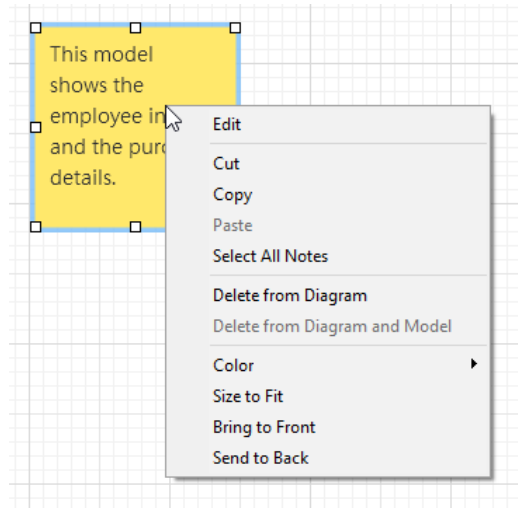 This model
shows the
employee in
and the
details.
Edit
Cut
Copy
Paste
Select All Notes
Delete from Diagram
Delete from Diagram and Model
Color
Size to Fit
Bring to Front
Send to Back